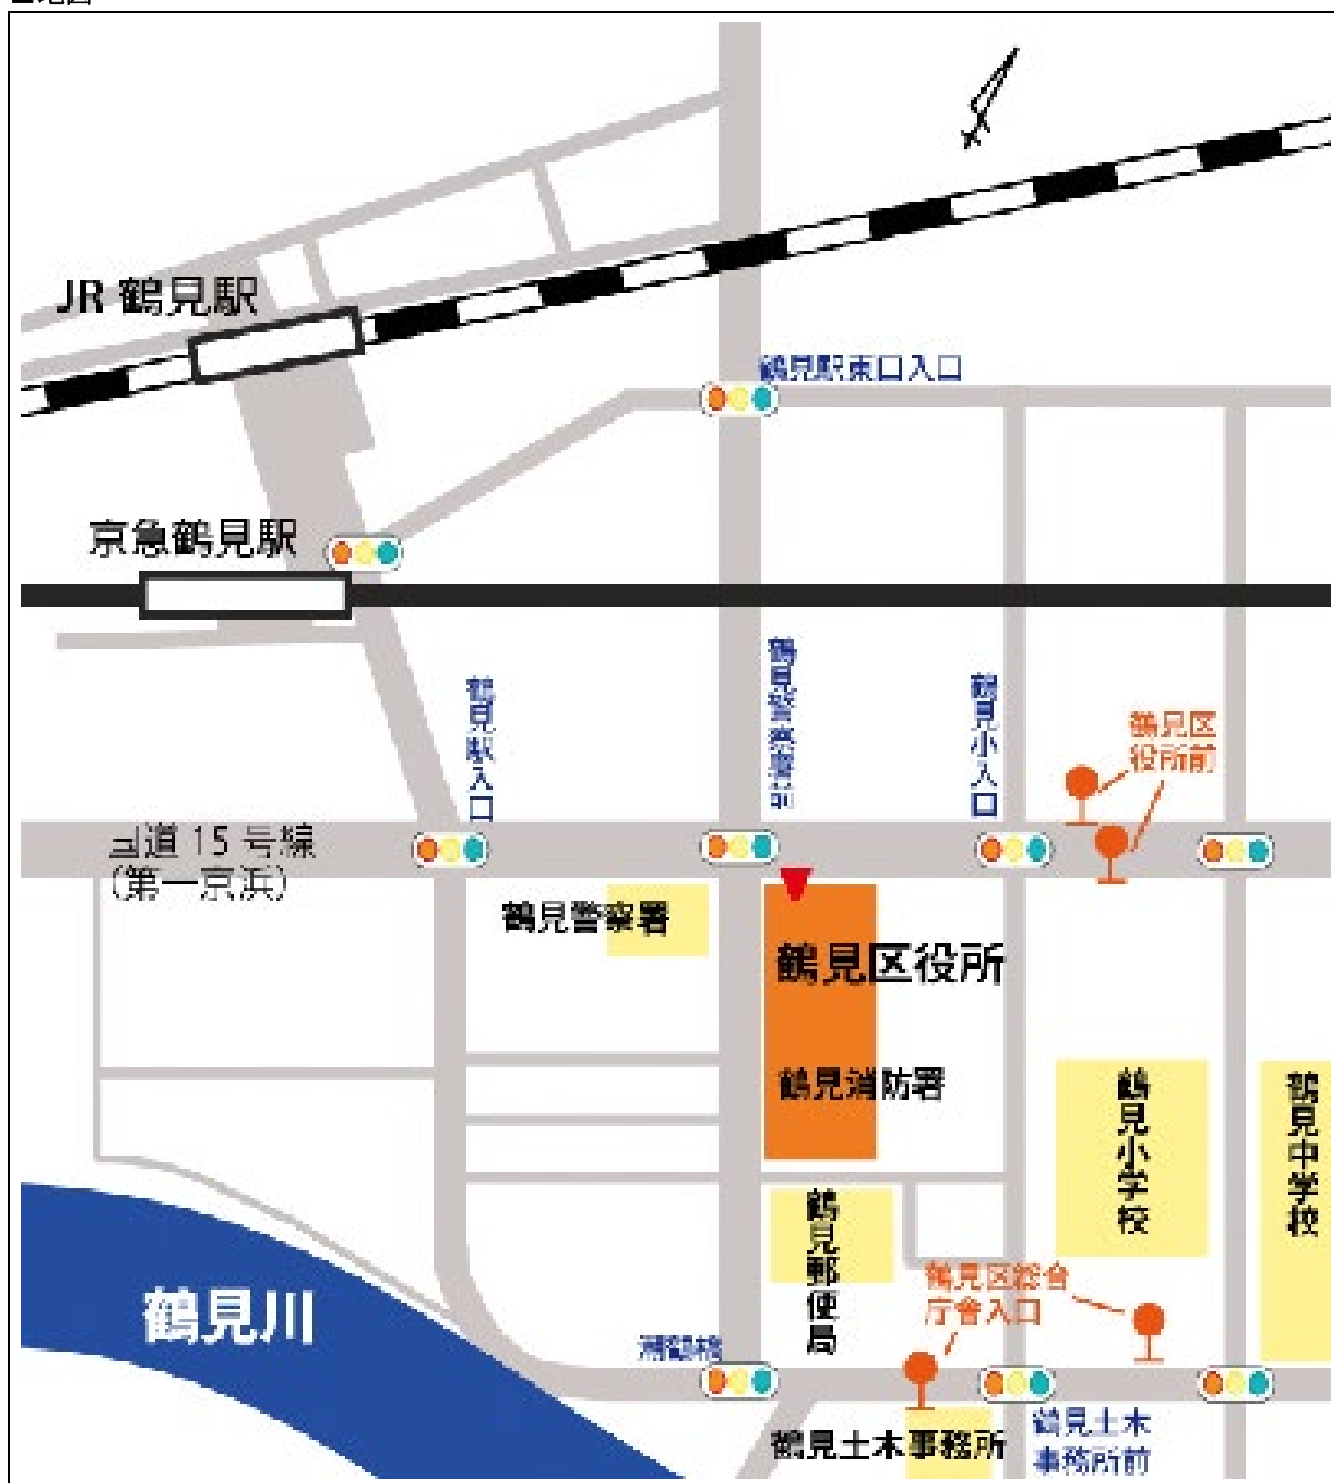 JR 鶴見駅
鶴見駅東口入口
京急鶴見駅
鶴見駅入口
鶴見小入口
鶴見区
役所前
国道 15 号線
(第一京浜)
鶴見警察署
鶴見区役所
鶴見消防署
鶴見小学校
鶴見中学校
鶴見郵便局
鶴見区総合
庁舎入口
鶴見川
潮鶴橋
鶴見土木事務所
鶴見土木
事務所前